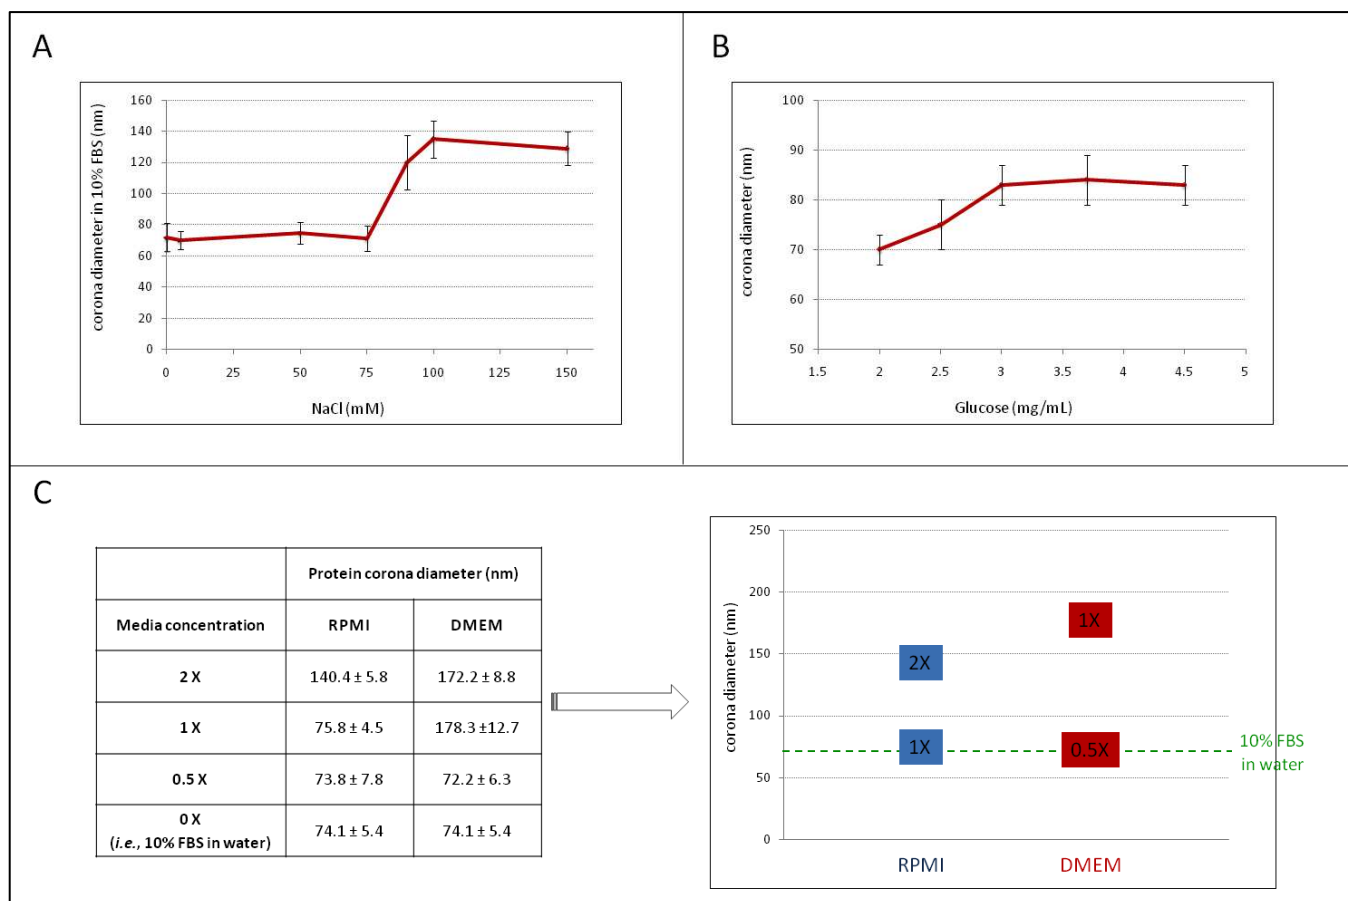 A
corona diameter in 10% FBS (nm)
160
140
120
100
80
60
40
20
0
0 25 50 75 100 125 150
NaCl (mM)
B
corona diameter (nm)
100
90
80
70
60
50
1.5 2 2.5 3 3.5 4 4.5 5
Glucose (mg/mL)
C
Protein corona diameter (nm)
Media concentration RPMI DMEM
2 X 140.4 ± 5.8 172.2 ± 8.8
1 X 75.8 ± 4.5 178.3 ±12.7
0.5 X 73.8 ± 7.8 72.2 ± 6.3
0 X
(i.e., 10% FBS in water) 74.1 ± 5.4 74.1 ± 5.4
corona diameter (nm)
250
200
150
100
50
0
1X
2X
1X
0.5X
10% FBS
in water
RPMI DMEM